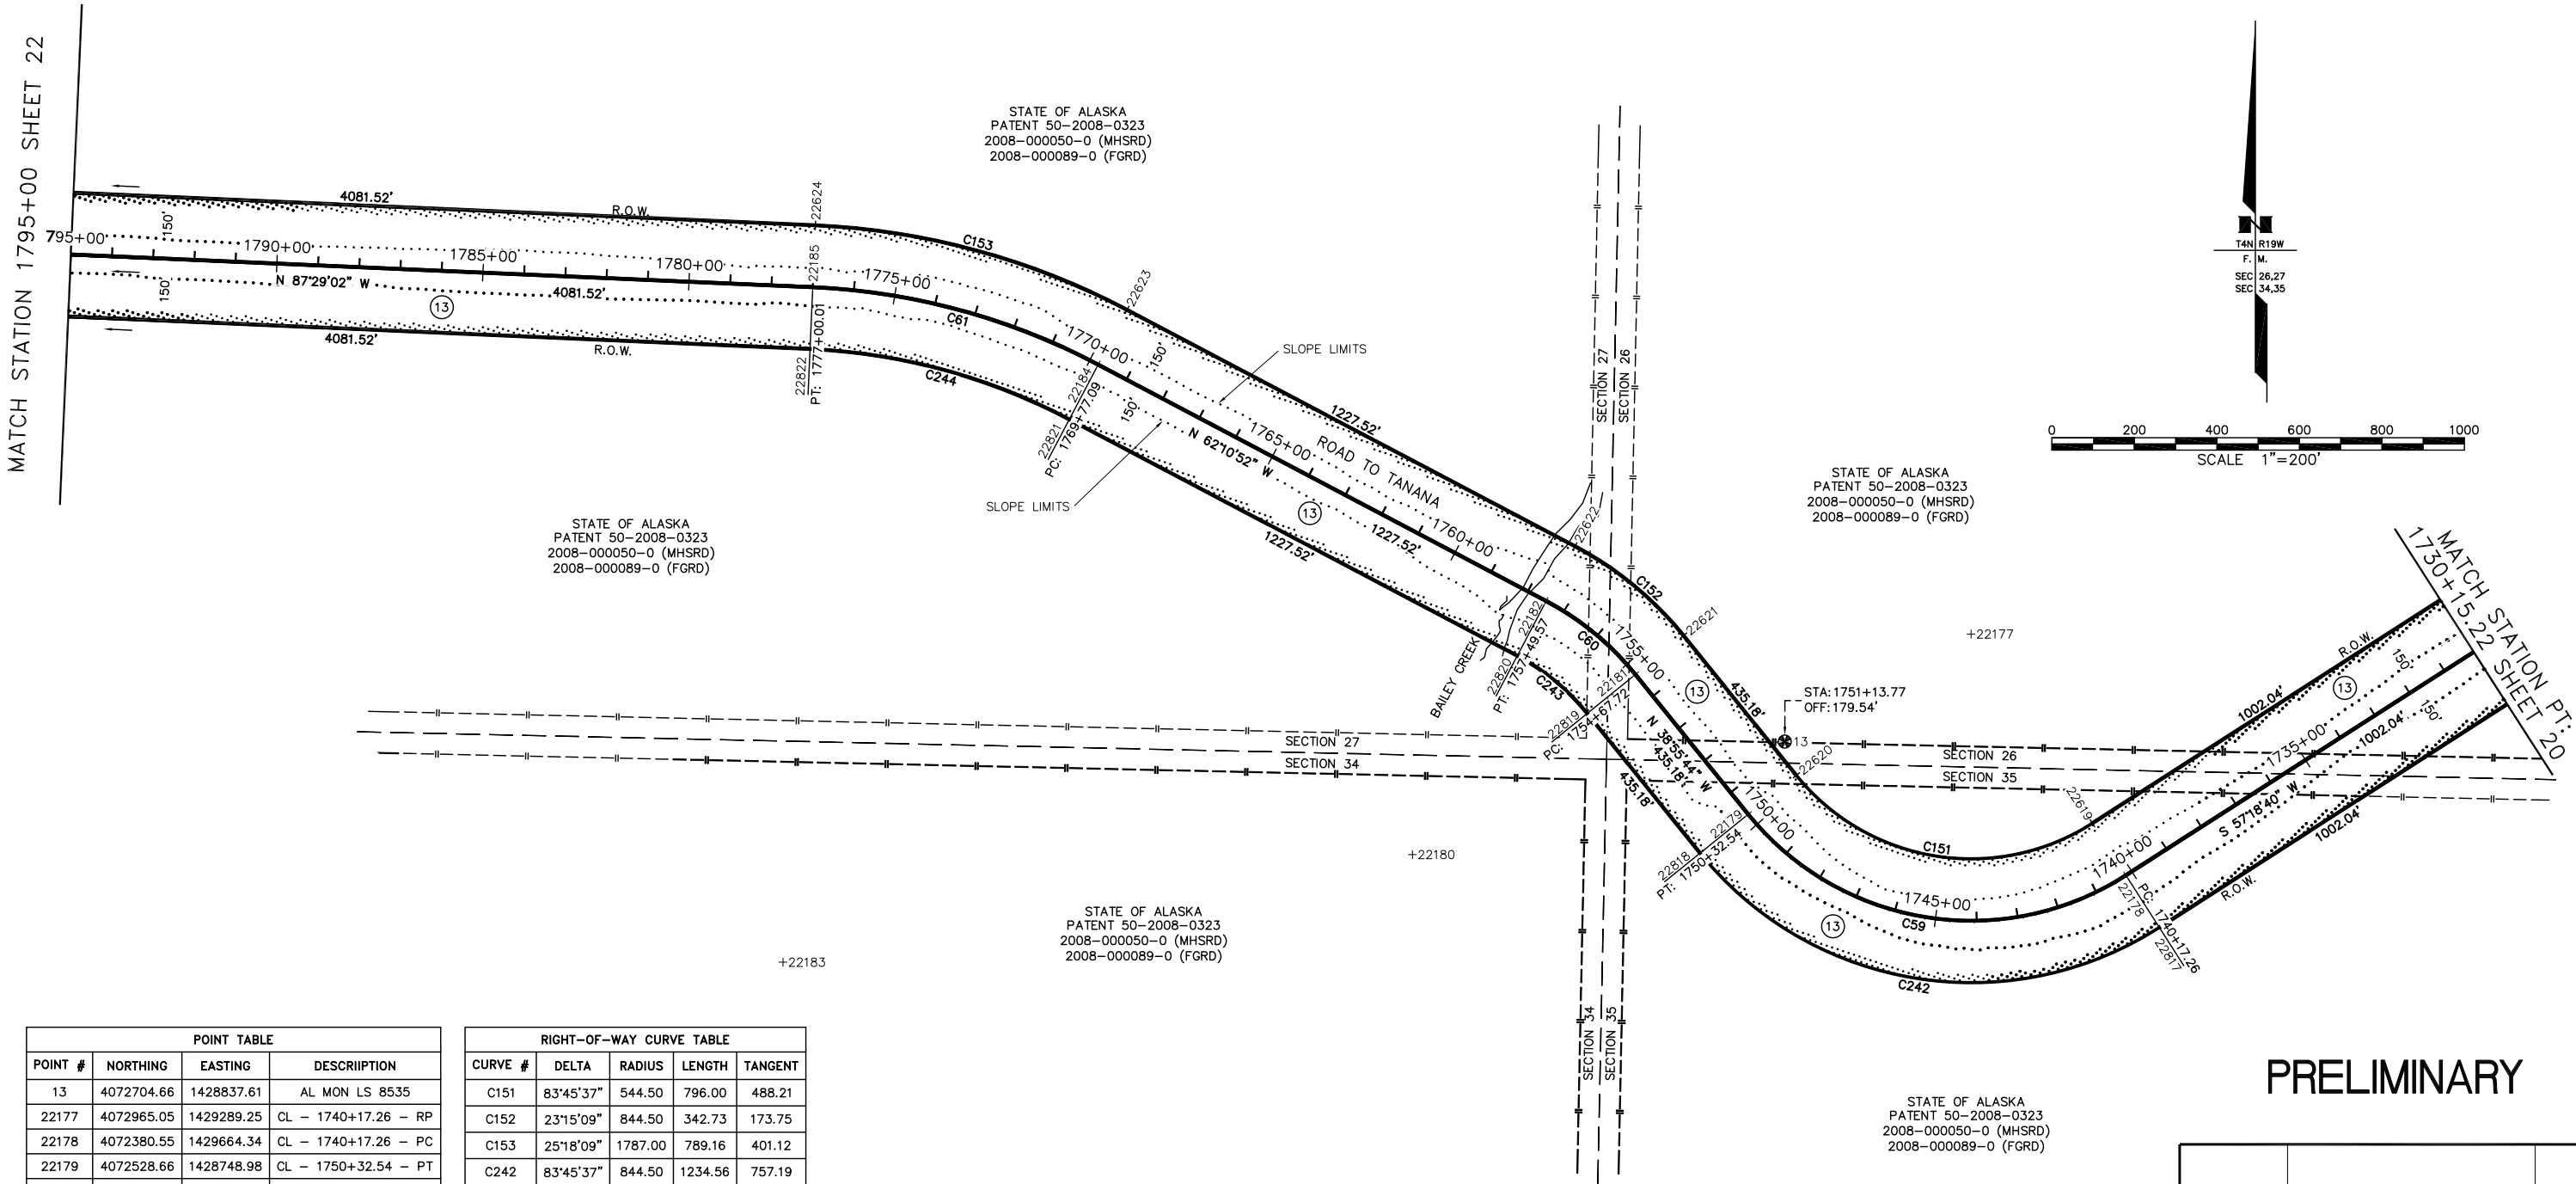 MATCH STATION 1795+00 SHEET 22
STATE OF ALASKA
PATENT 50-2008-0323
2008-000050-0 (MHSRD)
2008-000089-0 (FGRD)
4081.52'
R.O.W.
22624
C153
22623
150'
795+00
1790+00
1785+00
1780+00
22185
1775+00
150'
N 87°29'02" W
4081.52'
13
C61
1770+00
150'
SLOPE LIMITS
4081.52'
R.O.W.
22822
PT: 1777+00.01
C244
22184
22821
PC: 1769+77.09
150'
1227.52'
N 62°10'52" W
1765+00
ROAD TO TANANA
SLOPE LIMITS
13
1227.52'
1760+00
1227.52'
SECTION 27
SECTION 26
T4N R19W
F. M.
SEC 26,27
SEC 34,35
0 200 400 600 800 1000
SCALE 1"=200'
STATE OF ALASKA
PATENT 50-2008-0323
2008-000050-0 (MHSRD)
2008-000089-0 (FGRD)
STATE OF ALASKA
PATENT 50-2008-0323
2008-000050-0 (MHSRD)
2008-000089-0 (FGRD)
22622
C152
22621
BAILEY CREEK
22182
22820
PT: 1757+49.57
C60
1755+00
C243
22181
22819
PC: 1754+67.72
13
435.18'
N 38°55'44" W
435.18'
435.18'
+22177
STA: 1751+13.77
OFF: 179.54'
13
22620
MATCH STATION PT.
1730+15.22 SHEET 20
R.O.W.
150'
13
1002.04'
150'
1735+00
1002.04'
S 57°18'40" W
1002.04'
R.O.W.
SECTION 27
SECTION 34
SECTION 26
SECTION 35
22619
C151
1740+00
1750+00
22179
22818
PT: 1750+32.54
1745+00
C59
13
C242
PC: 1740+17.26
22178
22817
+22180
+22183
STATE OF ALASKA
PATENT 50-2008-0323
2008-000050-0 (MHSRD)
2008-000089-0 (FGRD)
SECTION 34
SECTION 35
STATE OF ALASKA
PATENT 50-2008-0323
2008-000050-0 (MHSRD)
2008-000089-0 (FGRD)
PRELIMINARY
POINT TABLE
POINT # NORTHING EASTING DESCRIIPTION
13 4072704.66 1428837.61 AL MON LS 8535
22177 4072965.05 1429289.25 CL - 1740+17.26 - RP
22178 4072380.55 1429664.34 CL - 1740+17.26 - PC
22179 4072528.66 1428748.98 CL - 1750+32.54 - PT
RIGHT-OF-WAY CURVE TABLE
CURVE # DELTA RADIUS LENGTH TANGENT
C151 83°45'37" 544.50 796.00 488.21
C152 23°15'09" 844.50 342.73 173.75
C153 25°18'09" 1787.00 789.16 401.12
C242 83°45'37" 844.50 1234.56 757.19